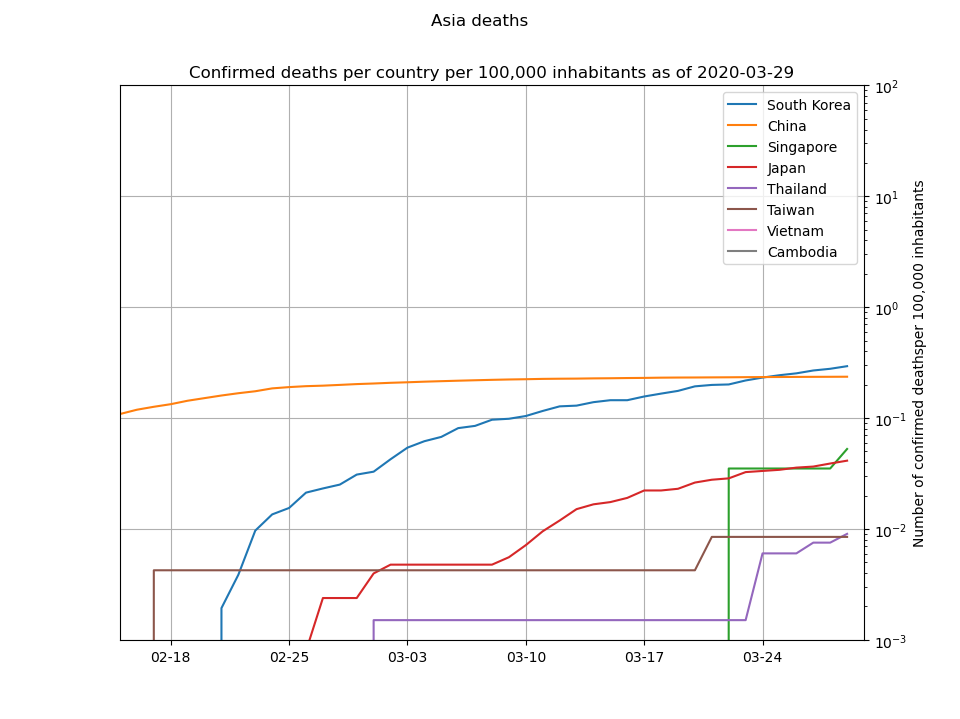 Asia deaths
Confirmed deaths per country per 100,000 inhabitants as of 2020-03-29
South Korea
China
Singapore
Japan
Thailand
Taiwan
Vietnam
Cambodia
10²
10¹
10⁰
10⁻¹
10⁻²
10⁻³
Number of confirmed deathsper 100,000 inhabitants
02-18 02-25 03-03 03-10 03-17 03-24